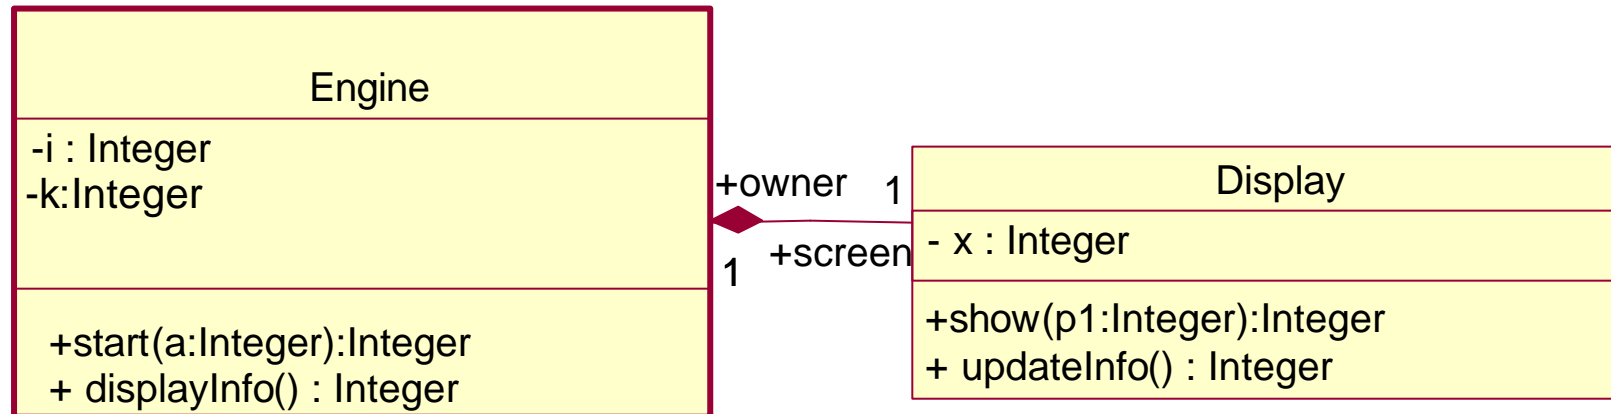 Engine
-i : Integer
-k:Integer
+start(a:Integer):Integer
+ displayInfo() : Integer
+owner 1
1 +screen
Display
- x : Integer
+show(p1:Integer):Integer
+ updateInfo() : Integer